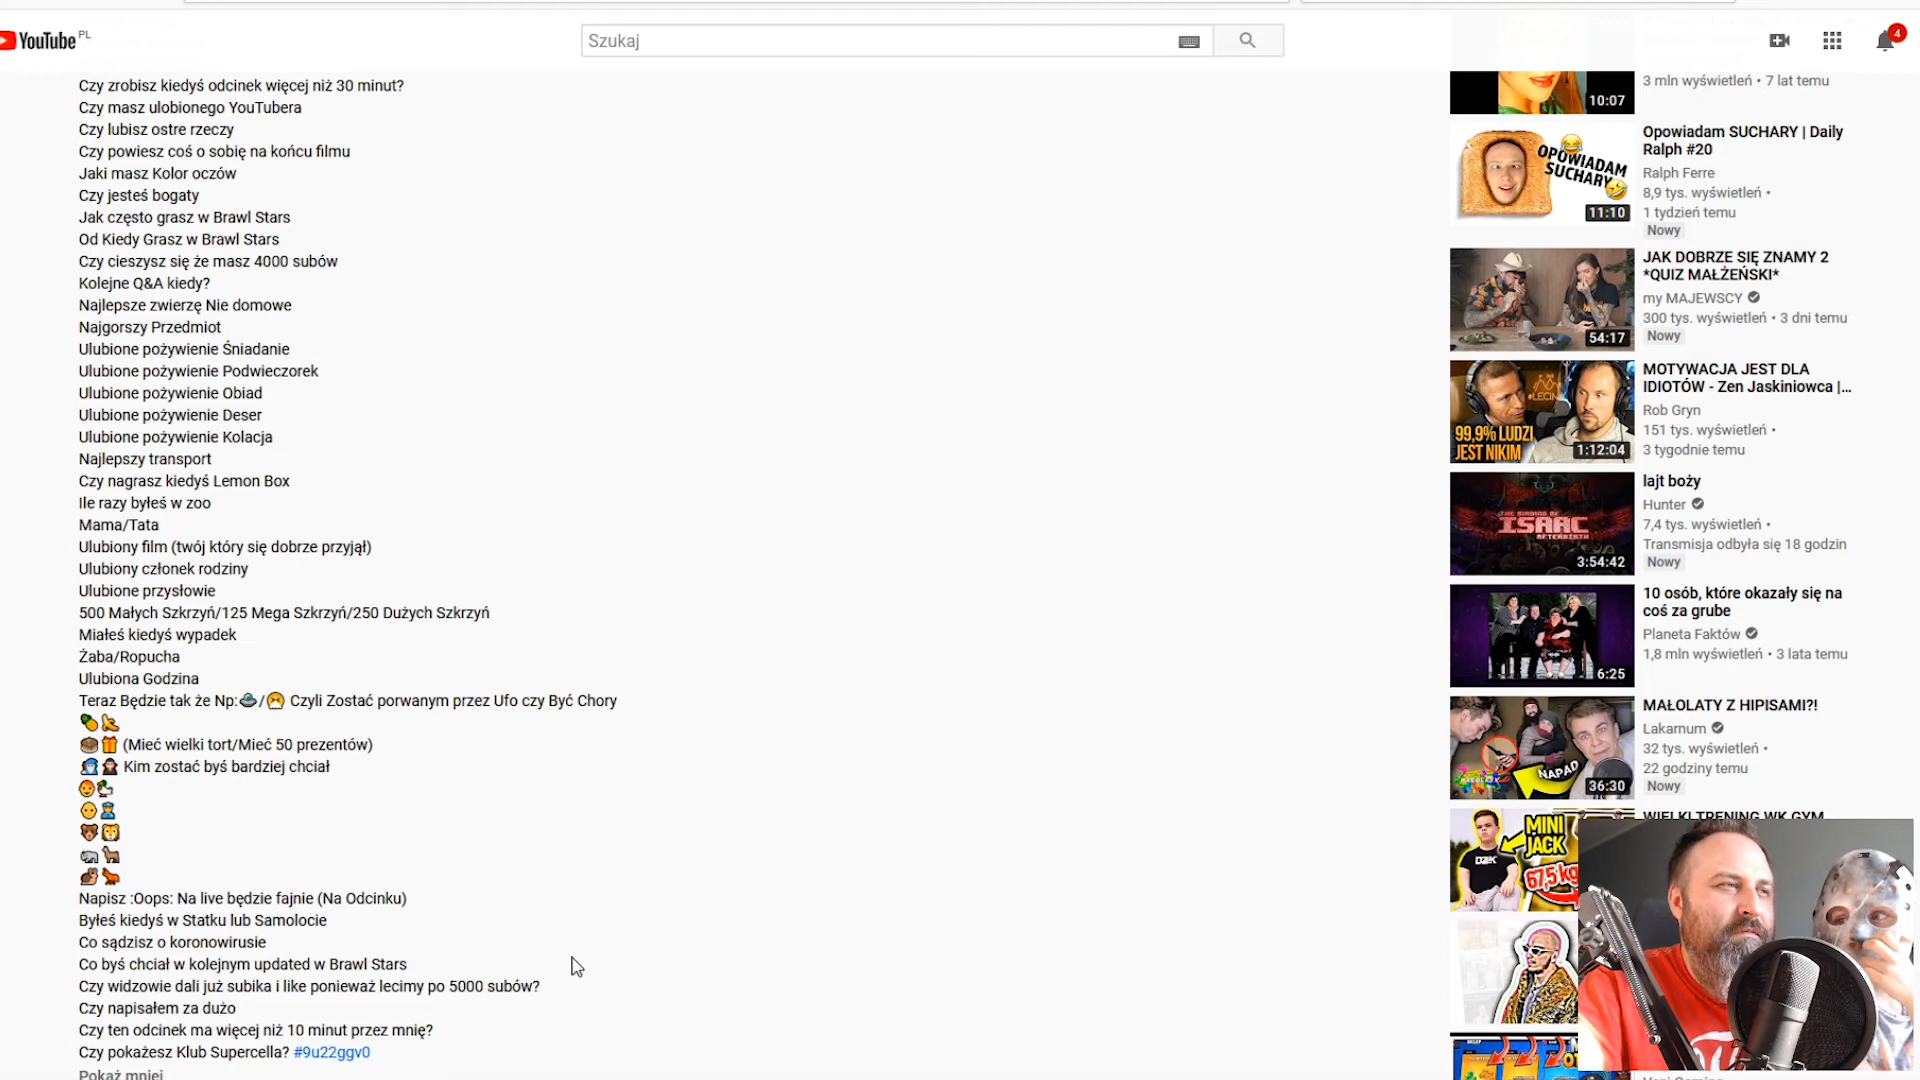 YouTube PL
Szukaj
4
Czy zrobisz kiedyś odcinek więcej niż 30 minut?
Czy masz ulobionego YouTubera
Czy lubisz ostre rzeczy
Czy powiesz coś o sobię na końcu filmu
Jaki masz Kolor oczów
Czy jesteś bogaty
Jak często grasz w Brawl Stars
Od Kiedy Grasz w Brawl Stars
Czy cieszysz się że masz 4000 subów
Kolejne Q&A kiedy?
Najlepsze zwierzę Nie domowe
Najgorszy Przedmiot
Ulubione pożywienie Śniadanie
Ulubione pożywienie Podwieczorek
Ulubione pożywienie Obiad
Ulubione pożywienie Deser
Ulubione pożywienie Kolacja
Najlepszy transport
Czy nagrasz kiedyś Lemon Box
Ile razy byłeś w zoo
Mama/Tata
Ulubiony film (twój który się dobrze przyjął)
Ulubiony członek rodziny
Ulubione przysłowie
500 Małych Szkrzyń/125 Mega Szkrzyń/250 Dużych Szkrzyń
Miałeś kiedyś wypadek
Żaba/Ropucha
Ulubiona Godzina
Teraz Będzie tak że Np:🛸/😷 Czyli Zostać porwanym przez Ufo czy Być Chory
🍍🍌
🎂🎁 (Mieć wielki tort/Mieć 50 prezentów)
Kim zostać byś bardziej chciał
Napisz :Oops: Na live będzie fajnie (Na Odcinku)
Byłeś kiedyś w Statku lub Samolocie
Co sądzisz o koronowirusie
Co byś chciał w kolejnym updated w Brawl Stars
Czy widzowie dali już subika i like ponieważ lecimy po 5000 subów?
Czy napisałem za dużo
Czy ten odcinek ma więcej niż 10 minut przez mnię?
Czy pokażesz Klub Supercella? #9u22ggv0
Pokaż mniej
10:07
3 mln wyświetleń • 7 lat temu
OPOWIADAM
SUCHARY
11:10
Opowiadam SUCHARY | Daily
Ralph #20
Ralph Ferre
8,9 tys. wyświetleń •
1 tydzień temu
Nowy
54:17
JAK DOBRZE SIĘ ZNAMY 2
*QUIZ MAŁŻEŃSKI*
my MAJEWSCY
300 tys. wyświetleń • 3 dni temu
Nowy
99,9% LUDZI
JEST NIKIM
1:12:04
MOTYWACJA JEST DLA
IDIOTÓW - Zen Jaskiniowca |...
Rob Gryn
151 tys. wyświetleń •
3 tygodnie temu
THE BINDING OF
ISAAC
AFTERBIRTH
3:54:42
lajt boży
Hunter
7,4 tys. wyświetleń •
Transmisja odbyła się 18 godzin
Nowy
6:25
10 osób, które okazały się na
coś za grube
Planeta Faktów
1,8 mln wyświetleń • 3 lata temu
NAPAD
36:30
MAŁOLATY Z HIPISAMI?!
Lakarnum
32 tys. wyświetleń •
22 godziny temu
Nowy
MINI
JACK
67,5 kg
WIELKI TRENING WK GYM